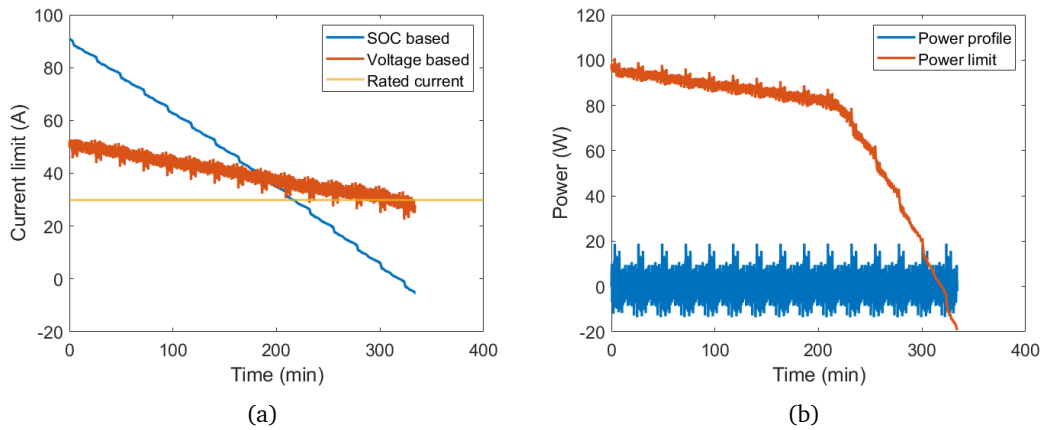 100
80
60
40
20
0
-20
Current limit (A)
SOC based
Voltage based
Rated current
0
100
200
300
400
Time (min)
(a)
100
80
60
40
20
0
-20
Power (W)
Power profile
Power limit
0
100
200
300
400
Time (min)
(b)